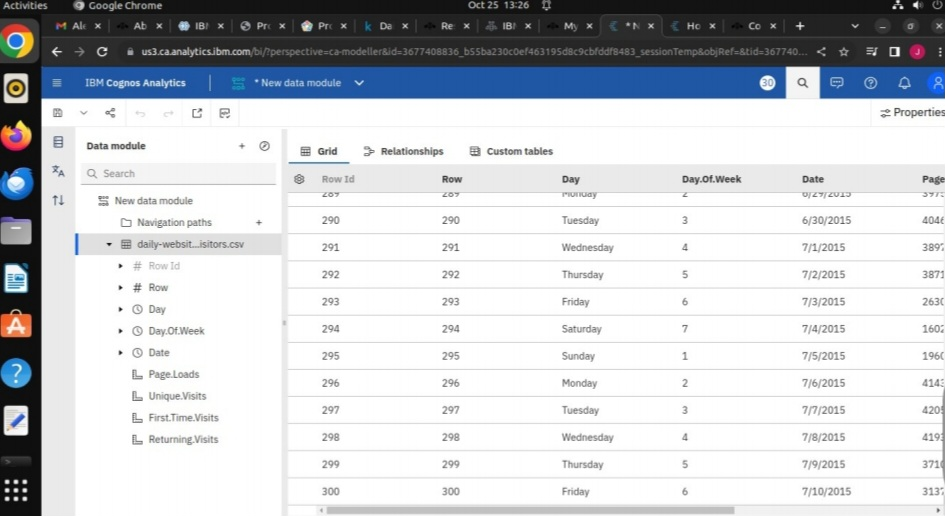 Activities Google Chrome Oct 25 13:26
M Al Ab IBM Pr Pr k Da Re IBI My * N Ho Co
us3.ca.analytics.ibm.com/bi/?perspective=ca-modeller&id=3677408836_b55ba230c0ef463195d8c9cbfddf8483_sessionTemp&objRef=&tid=367740... J
IBM Cognos Analytics * New data module 30
Properties
Data module
Search
New data module
Navigation paths +
daily-websit...isitors.csv
# Row Id
# Row
Day
Day.Of.Week
Date
Page.Loads
Unique.Visits
First.Time.Visits
Returning.Visits
Grid Relationships Custom tables
Row Id Row Day Day.Of.Week Date Page
289 289 Monday 2 6/29/2015
290 290 Tuesday 3 6/30/2015 4046
291 291 Wednesday 4 7/1/2015 3897
292 292 Thursday 5 7/2/2015 3871
293 293 Friday 6 7/3/2015 2630
294 294 Saturday 7 7/4/2015 1602
295 295 Sunday 1 7/5/2015 1960
296 296 Monday 2 7/6/2015 4143
297 297 Tuesday 3 7/7/2015 4205
298 298 Wednesday 4 7/8/2015 4193
299 299 Thursday 5 7/9/2015 3710
300 300 Friday 6 7/10/2015 3137